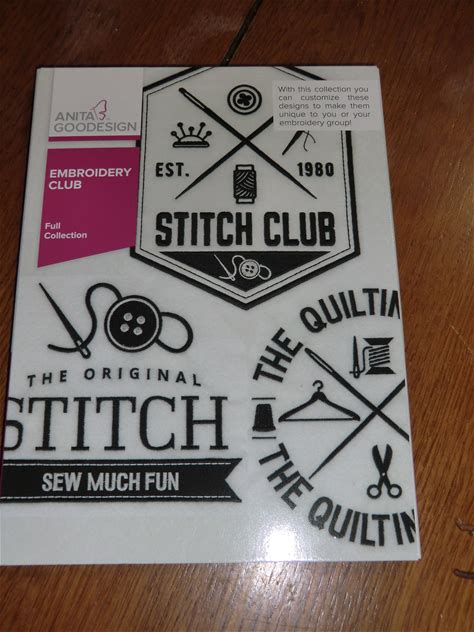 ANITA
GOODESIGN
With this collection you
can customize these
designs to make them
unique to you or your
embroidery group!
EMBROIDERY
CLUB
Full
Collection
EST. 1980
STITCH CLUB
THE ORIGINAL
STITCH
SEW MUCH FUN
THE QUILTIN
THE QUILTIN